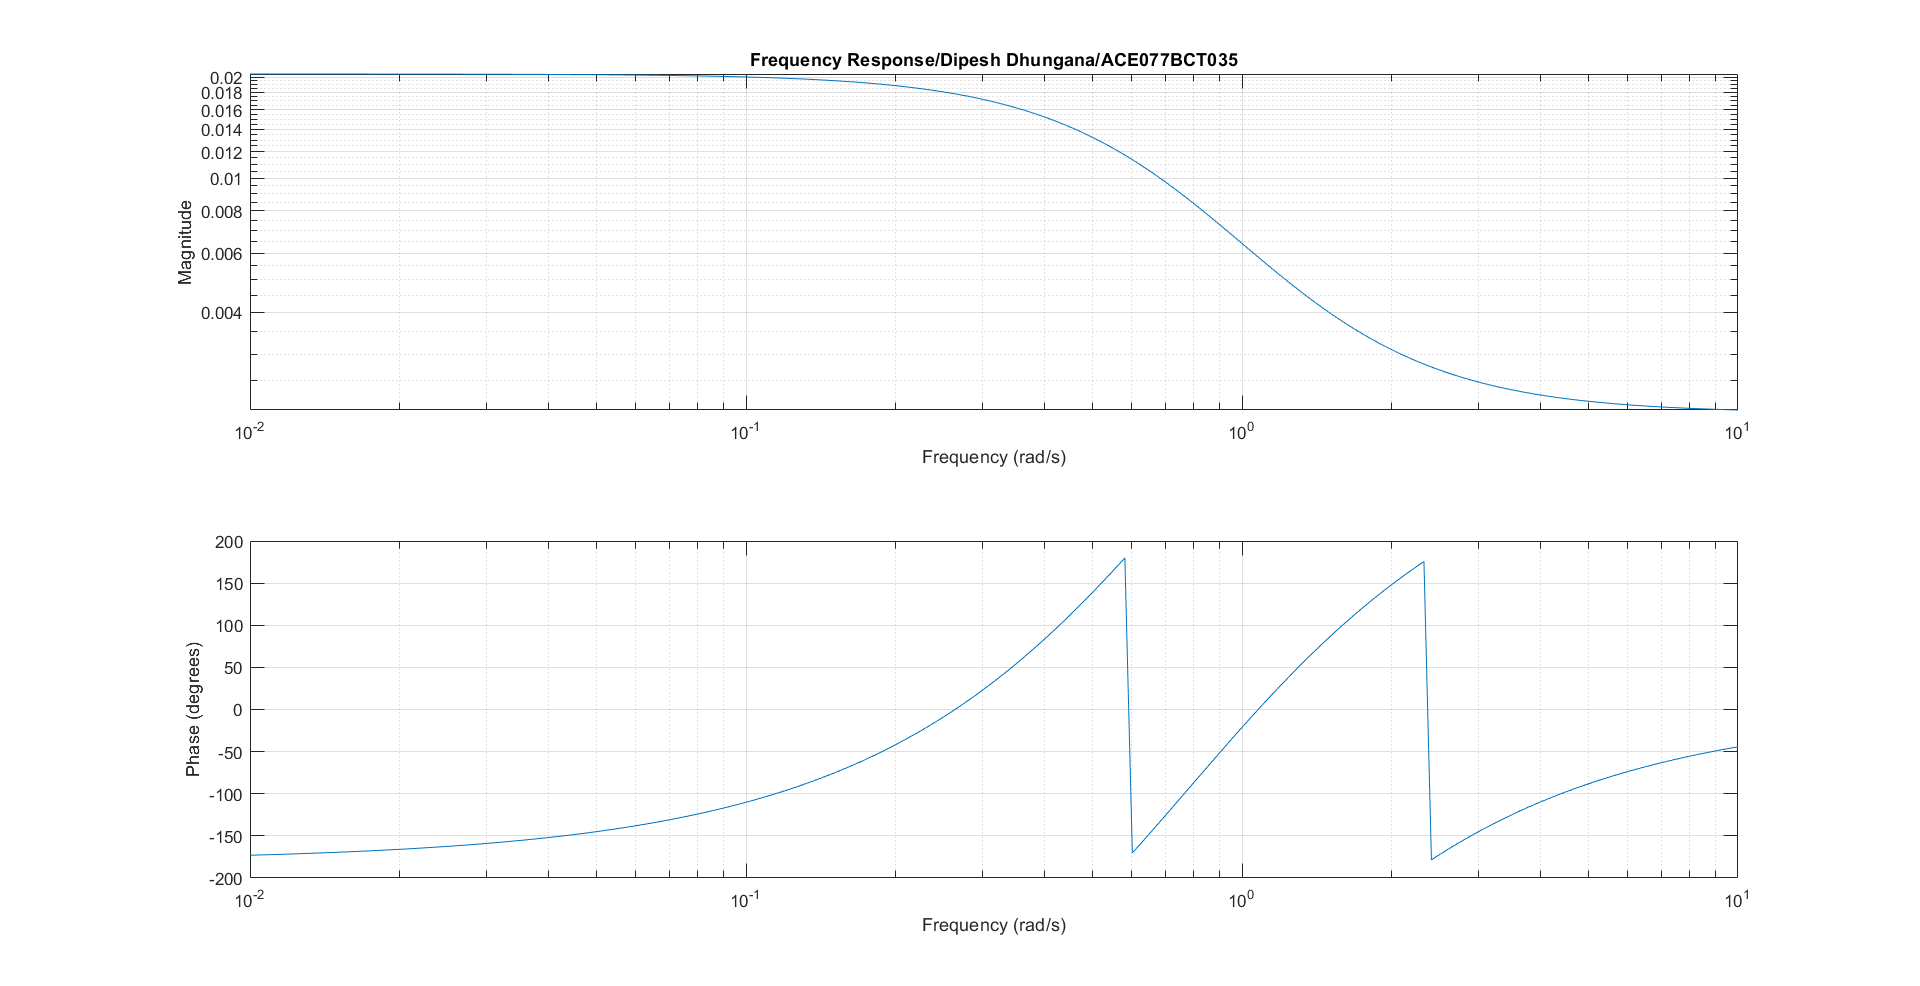 Frequency Response/Dipesh Dhungana/ACE077BCT035
0.02
0.018
0.016
0.014
0.012
0.01
0.008
0.006
0.004
Magnitude
10^-2 10^-1 10^0 10^1
Frequency (rad/s)
200
150
100
50
0
-50
-100
-150
-200
Phase (degrees)
10^-2 10^-1 10^0 10^1
Frequency (rad/s)